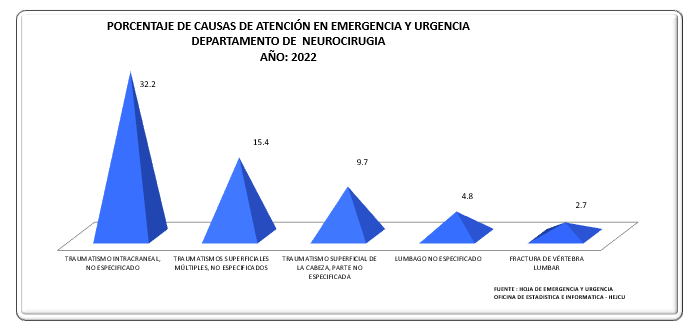 PORCENTAJE DE CAUSAS DE ATENCIÓN EN EMERGENCIA Y URGENCIA
DEPARTAMENTO DE NEUROCIRUGIA
AÑO: 2022
32.2
15.4
9.7
4.8
2.7
TRAUMATISMO INTRACRANEAL,
NO ESPECIFICADO
TRAUMATISMOS SUPERFICIALES
MÚLTIPLES, NO ESPECIFICADOS
TRAUMATISMO SUPERFICIAL DE
LA CABEZA, PARTE NO
ESPECIFICADA
LUMBAGO NO ESPECIFICADO
FRACTURA DE VÉRTEBRA
LUMBAR
FUENTE : HOJA DE EMERGENCIA Y URGENCIA
OFICINA DE ESTADISTICA E INFORMATICA - HEJCU